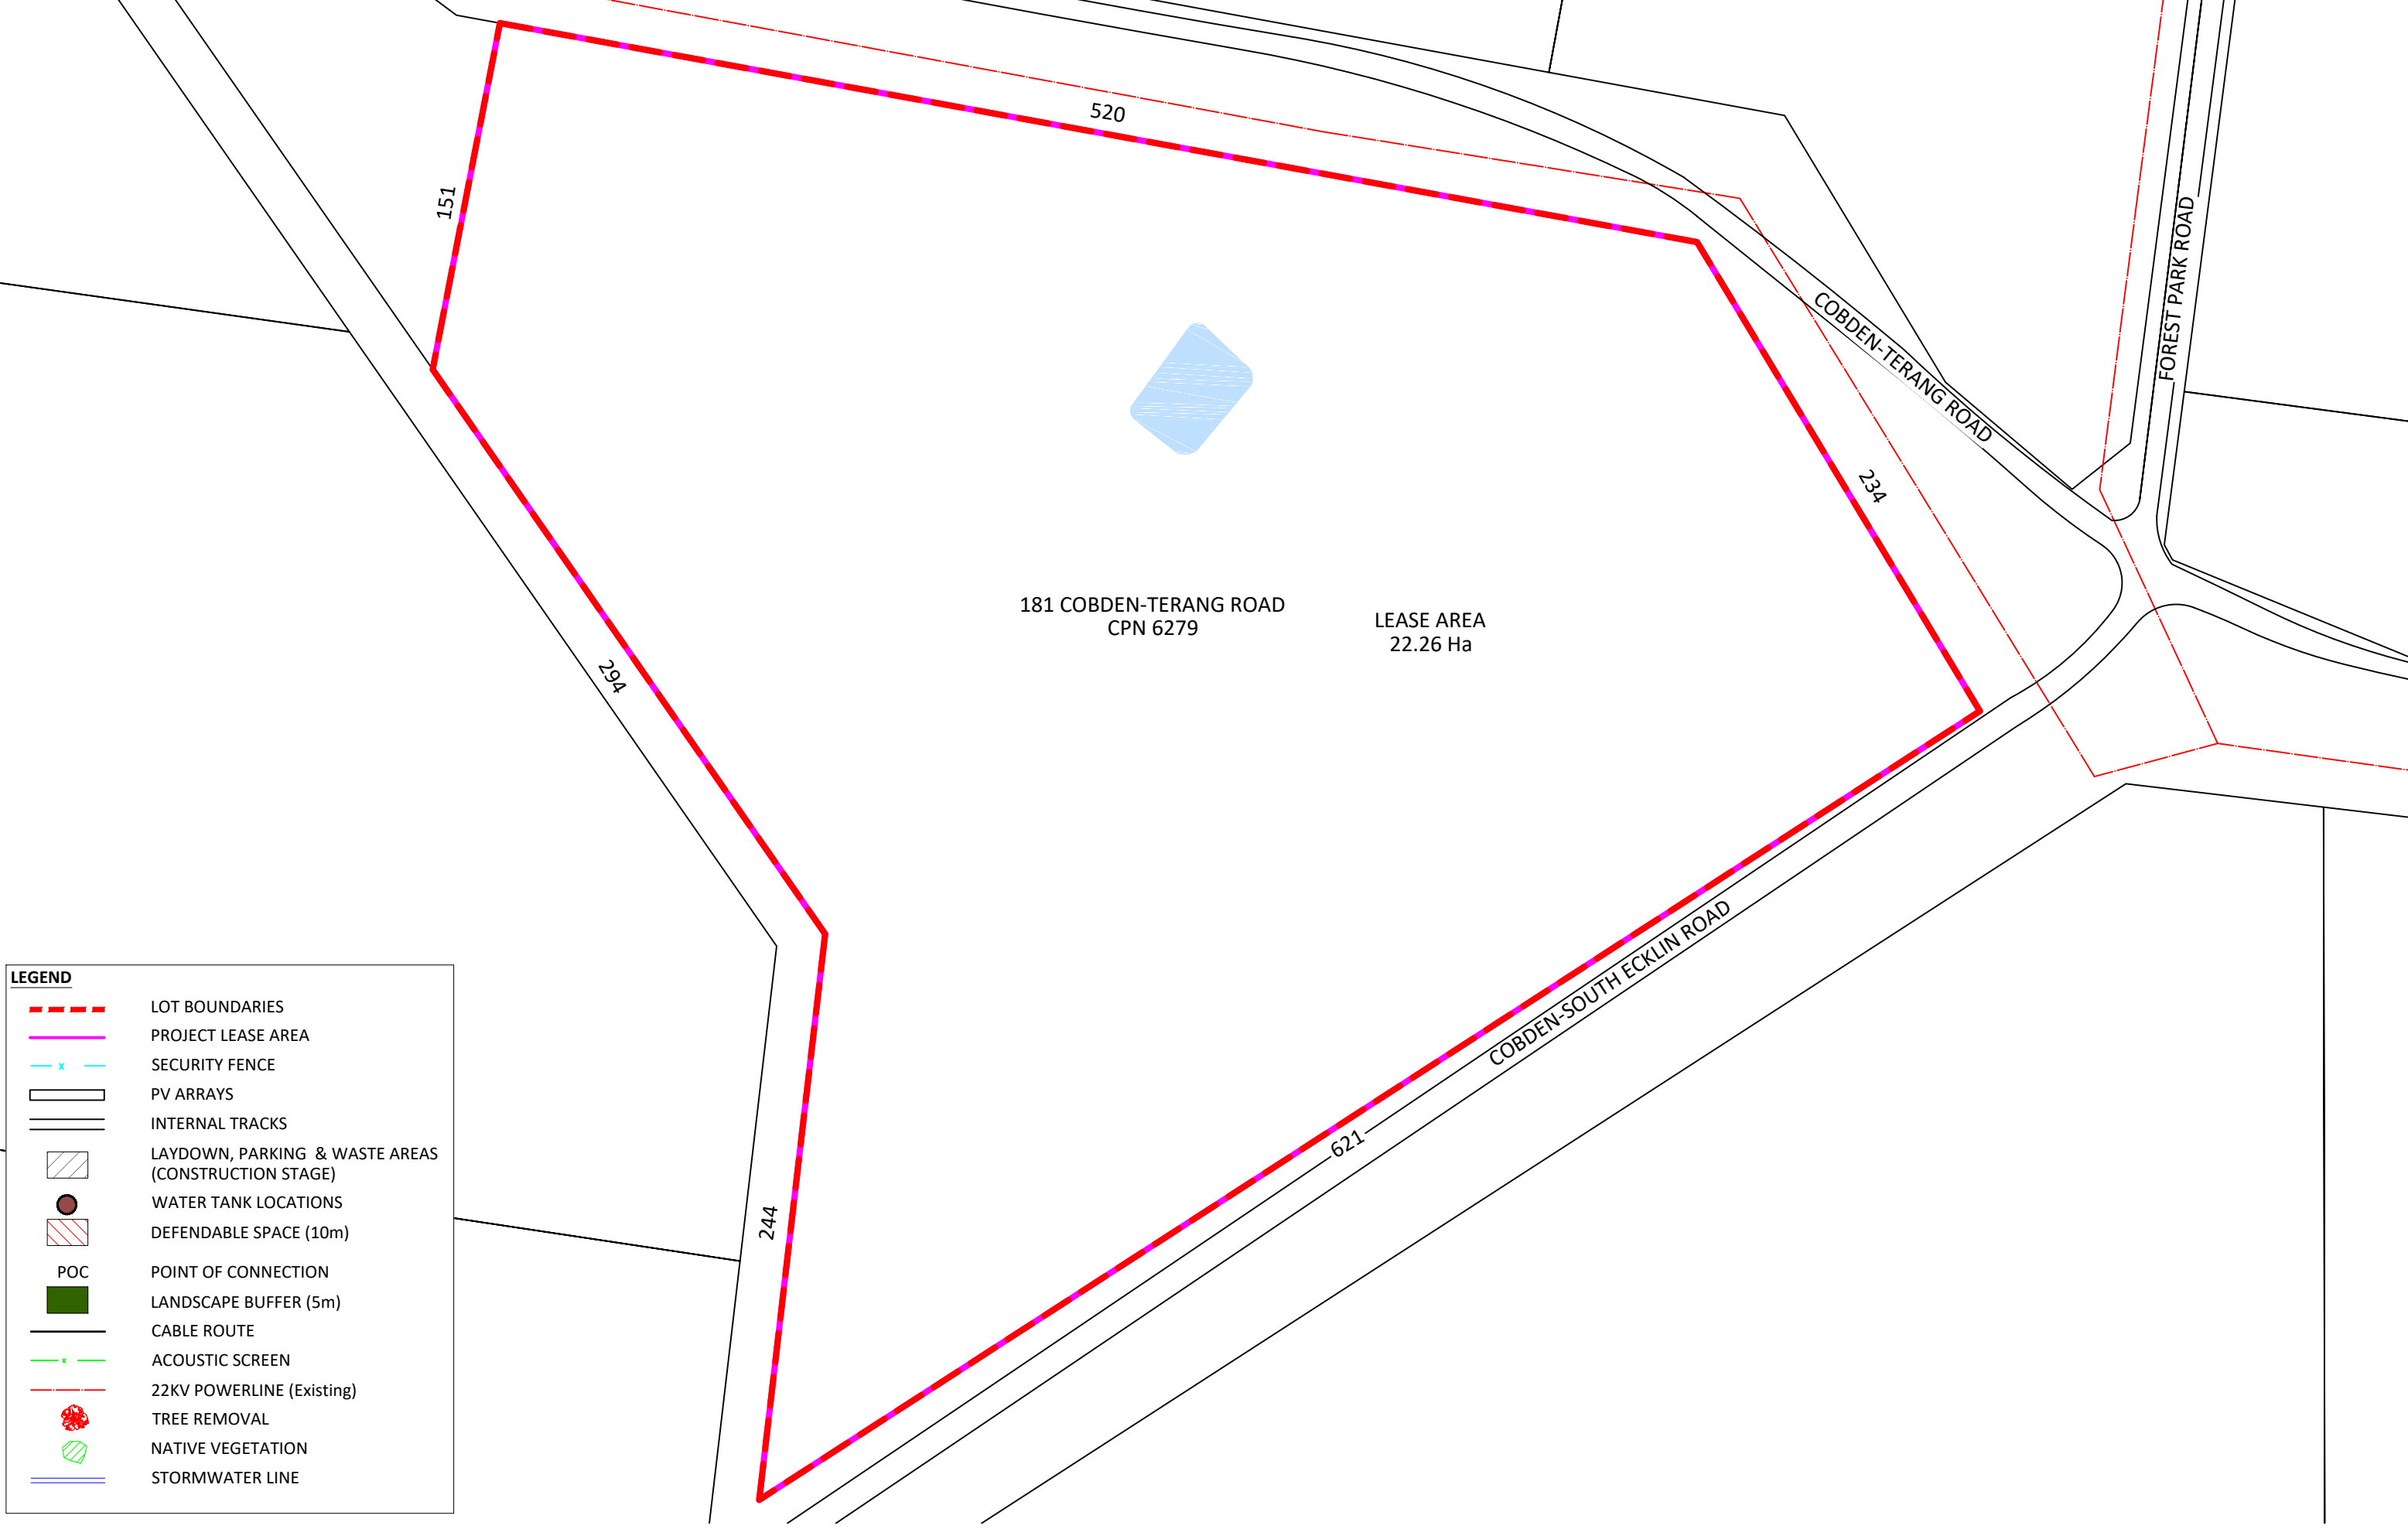 520
151
FOREST PARK ROAD
COBDEN-TERANG ROAD
234
181 COBDEN-TERANG ROAD
CPN 6279
LEASE AREA
22.26 Ha
294
COBDEN-SOUTH ECKLIN ROAD
621
244
LEGEND
LOT BOUNDARIES
PROJECT LEASE AREA
x SECURITY FENCE
PV ARRAYS
INTERNAL TRACKS
LAYDOWN, PARKING & WASTE AREAS
(CONSTRUCTION STAGE)
WATER TANK LOCATIONS
DEFENDABLE SPACE (10m)
POC POINT OF CONNECTION
LANDSCAPE BUFFER (5m)
CABLE ROUTE
x ACOUSTIC SCREEN
22KV POWERLINE (Existing)
TREE REMOVAL
NATIVE VEGETATION
STORMWATER LINE